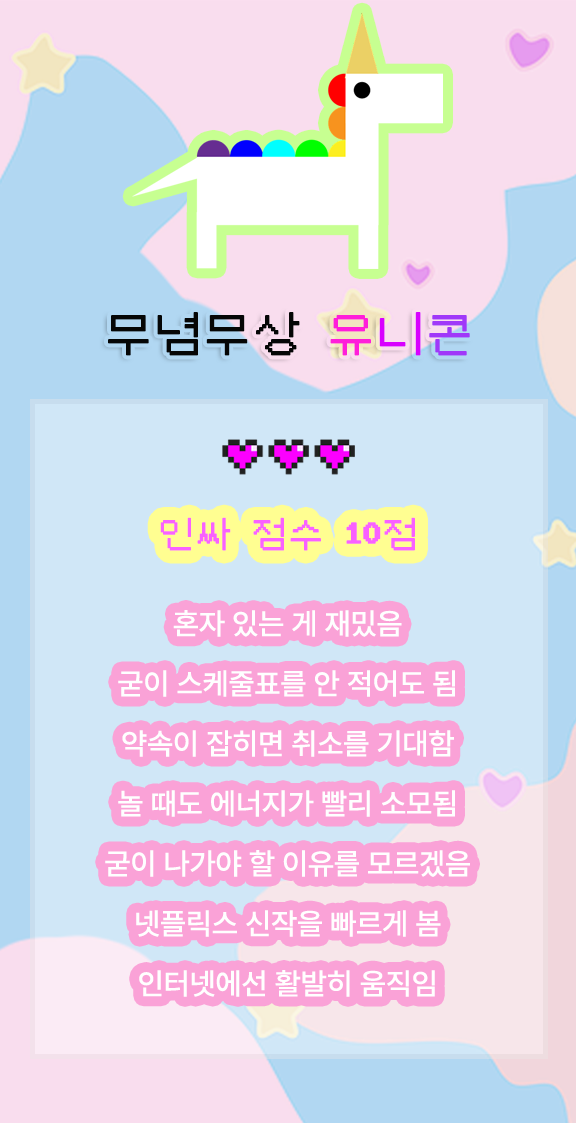 무념무상 유니콘
인싸 점수 10점
혼자 있는 게 재밌음
굳이 스케줄표를 안 적어도 됨
약속이 잡히면 취소를 기대함
놀 때도 에너지가 빨리 소모됨
굳이 나가야 할 이유를 모르겠음
넷플릭스 신작을 빠르게 봄
인터넷에선 활발히 움직임